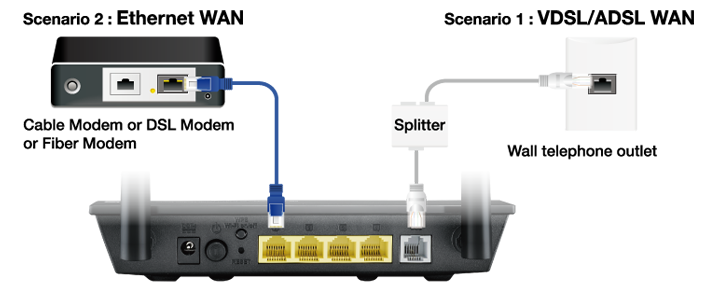 Scenario 2 : Ethernet WAN
Scenario 1 : VDSL/ADSL WAN
Cable Modem or DSL Modem
or Fiber Modem
Splitter
Wall telephone outlet